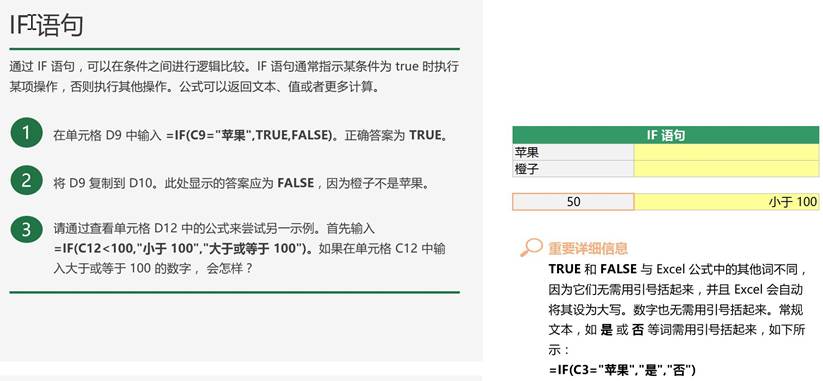 IF 语句
通过 IF 语句，可以在条件之间进行逻辑比较。IF 语句通常指示某条件为 true 时执行
某项操作，否则执行其他操作。公式可以返回文本、值或者更多计算。
1 在单元格 D9 中输入 =IF(C9="苹果",TRUE,FALSE)。正确答案为 TRUE。
2 将 D9 复制到 D10。此处显示的答案应为 FALSE，因为橙子不是苹果。
3 请通过查看单元格 D12 中的公式来尝试另一示例。首先输入
=IF(C12<100,"小于 100","大于或等于 100")。如果在单元格 C12 中输
入大于或等于 100 的数字， 会怎样？
IF 语句
苹果
橙子
50 小于 100
重要详细信息
TRUE 和 FALSE 与 Excel 公式中的其他词不同，
因为它们无需用引号括起来，并且 Excel 会自动
将其设为大写。数字也无需用引号括起来。常规
文本，如 是 或 否 等词需用引号括起来，如下所
示：
=IF(C3="苹果","是","否")